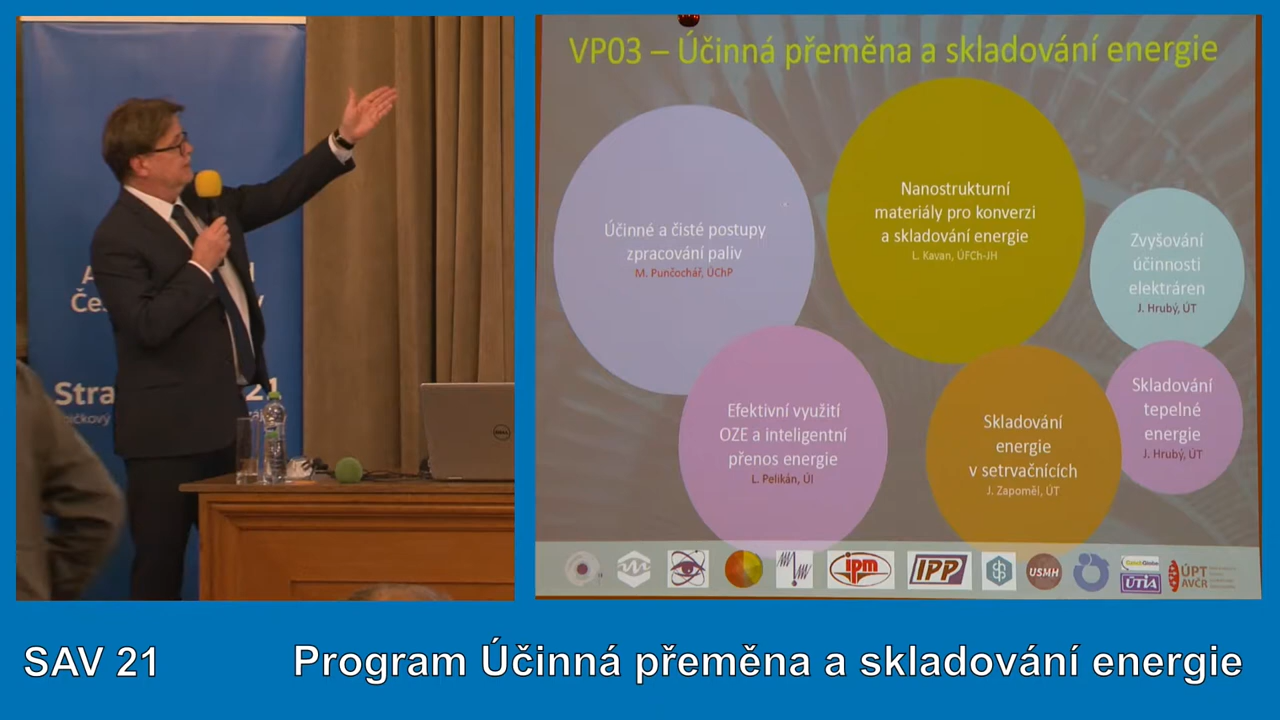 VP03 – Účinná přeměna a skladování energie
Účinné a čisté postupy
zpracování paliv
M. Punčochář, ÚChP
Nanostrukturní
materiály pro konverzi
a skladování energie
L. Kavan, ÚFCh-JH
Zvyšování
účinnosti
elektráren
J. Hrubý, ÚT
Efektivní využití
OZE a inteligentní
přenos energie
L. Pelikán, ÚI
Skladování
energie
v setrvačnících
J. Zapoměl, ÚT
Skladování
tepelné
energie
J. Hrubý, ÚT
ipm
IPP
USMH
ÚTIA
ÚPT
AVČR
DELL
SAV 21
Program Účinná přeměna a skladování energie